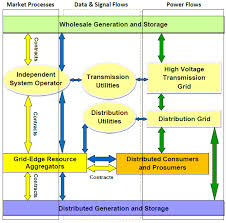 Market Processes
Data & Signal Flows
Power Flows
Wholesale Generation and Storage
Contracts
Independent
System Operator
Transmission
Utilities
High Voltage
Transmission
Grid
Distribution
Utilities
Distribution Grid
Contracts
Grid-Edge Resource
Aggregators
Contracts
Distributed Consumers
and Prosumers
Contracts
Distributed Generation and Storage